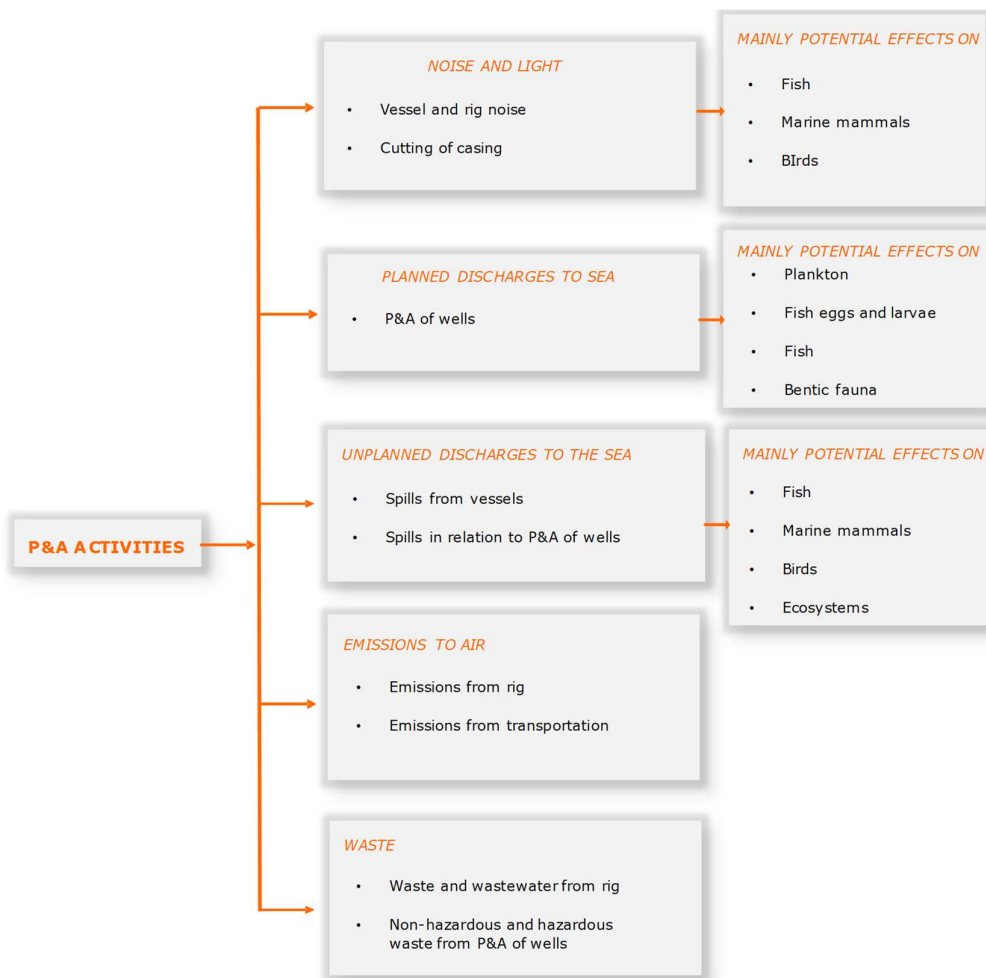 NOISE AND LIGHT
• Vessel and rig noise
• Cutting of casing
MAINLY POTENTIAL EFFECTS ON
• Fish
• Marine mammals
• BIrds
PLANNED DISCHARGES TO SEA
• P&A of wells
MAINLY POTENTIAL EFFECTS ON
• Plankton
• Fish eggs and larvae
• Fish
• Bentic fauna
UNPLANNED DISCHARGES TO THE SEA
• Spills from vessels
• Spills in relation to P&A of wells
MAINLY POTENTIAL EFFECTS ON
• Fish
• Marine mammals
• Birds
• Ecosystems
P&A ACTIVITIES
EMISSIONS TO AIR
• Emissions from rig
• Emissions from transportation
WASTE
• Waste and wastewater from rig
• Non-hazardous and hazardous
waste from P&A of wells